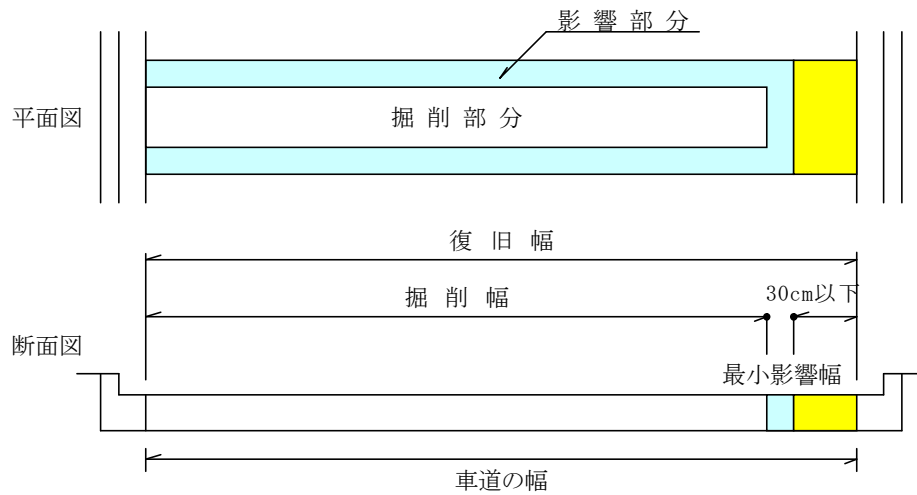 影響部分
平面図
掘削部分
復旧幅
掘削幅
30cm以下
断面図
最小影響幅
車道の幅